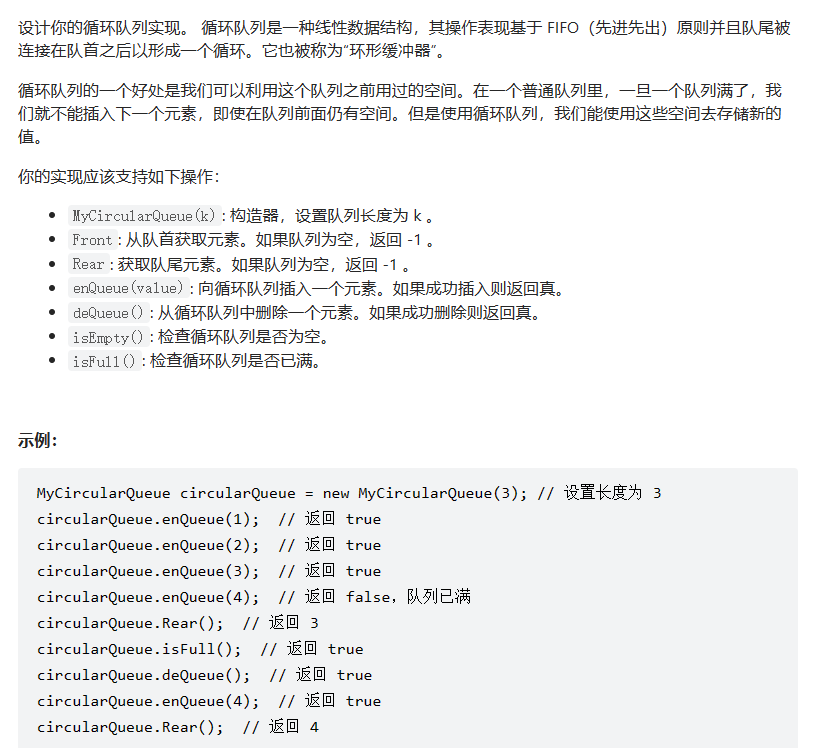 设计你的循环队列实现。 循环队列是一种线性数据结构，其操作表现基于 FIFO（先进先出）原则并且队尾被
连接在队首之后以形成一个循环。它也被称为“环形缓冲器”。
循环队列的一个好处是我们可以利用这个队列之前用过的空间。在一个普通队列里，一旦一个队列满了，我
们就不能插入下一个元素，即使在队列前面仍有空间。但是使用循环队列，我们能使用这些空间去存储新的
值。
你的实现应该支持如下操作：
• MyCircularQueue(k): 构造器，设置队列长度为 k 。
• Front: 从队首获取元素。如果队列为空，返回 -1 。
• Rear: 获取队尾元素。如果队列为空，返回 -1 。
• enQueue(value): 向循环队列插入一个元素。如果成功插入则返回真。
• deQueue(): 从循环队列中删除一个元素。如果成功删除则返回真。
• isEmpty(): 检查循环队列是否为空。
• isFull(): 检查循环队列是否已满。
示例：
MyCircularQueue circularQueue = new MyCircularQueue(3); // 设置长度为 3
circularQueue.enQueue(1);  // 返回 true
circularQueue.enQueue(2);  // 返回 true
circularQueue.enQueue(3);  // 返回 true
circularQueue.enQueue(4);  // 返回 false，队列已满
circularQueue.Rear();  // 返回 3
circularQueue.isFull();  // 返回 true
circularQueue.deQueue();  // 返回 true
circularQueue.enQueue(4);  // 返回 true
circularQueue.Rear();  // 返回 4